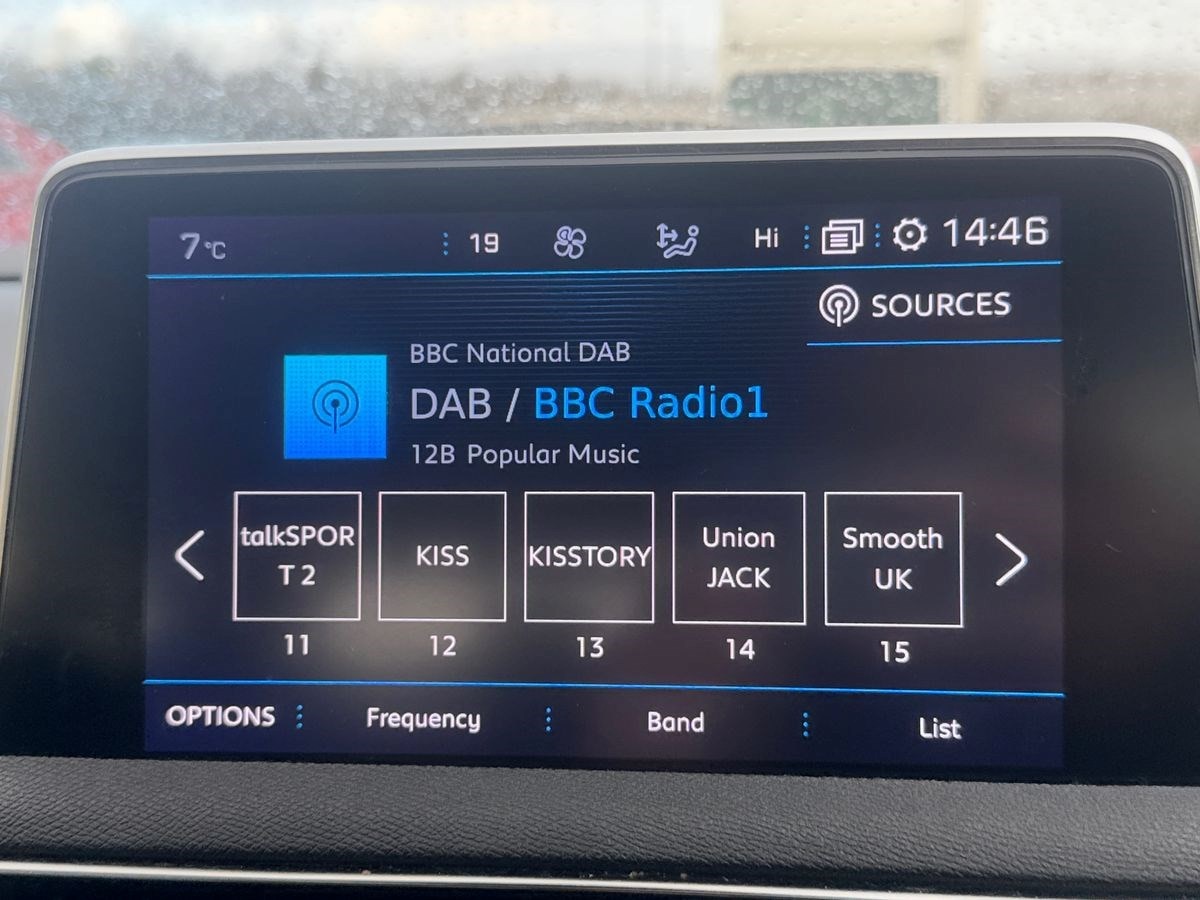 7°C 19 Hi 14:46
SOURCES
BBC National DAB
DAB / BBC Radio1
12B Popular Music
talkSPOR
T 2
KISS
KISSTORY
Union
JACK
Smooth
UK
11 12 13 14 15
OPTIONS Frequency Band List